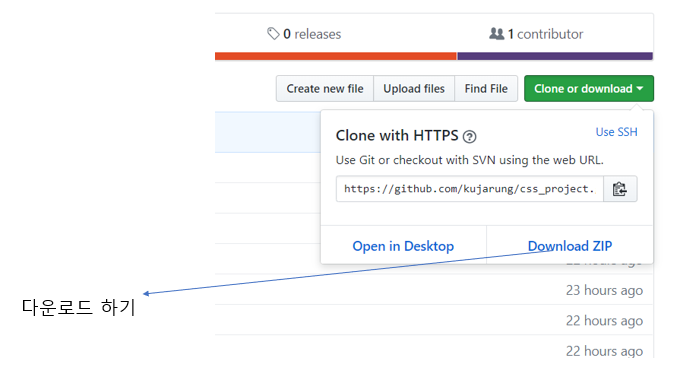 0 releases
1 contributor
Create new file
Upload files
Find File
Clone or download
Clone with HTTPS
Use SSH
Use Git or checkout with SVN using the web URL.
https://github.com/kujarung/css_project.
Open in Desktop
Download ZIP
22 hours ago
다운로드 하기
23 hours ago
22 hours ago
22 hours ago